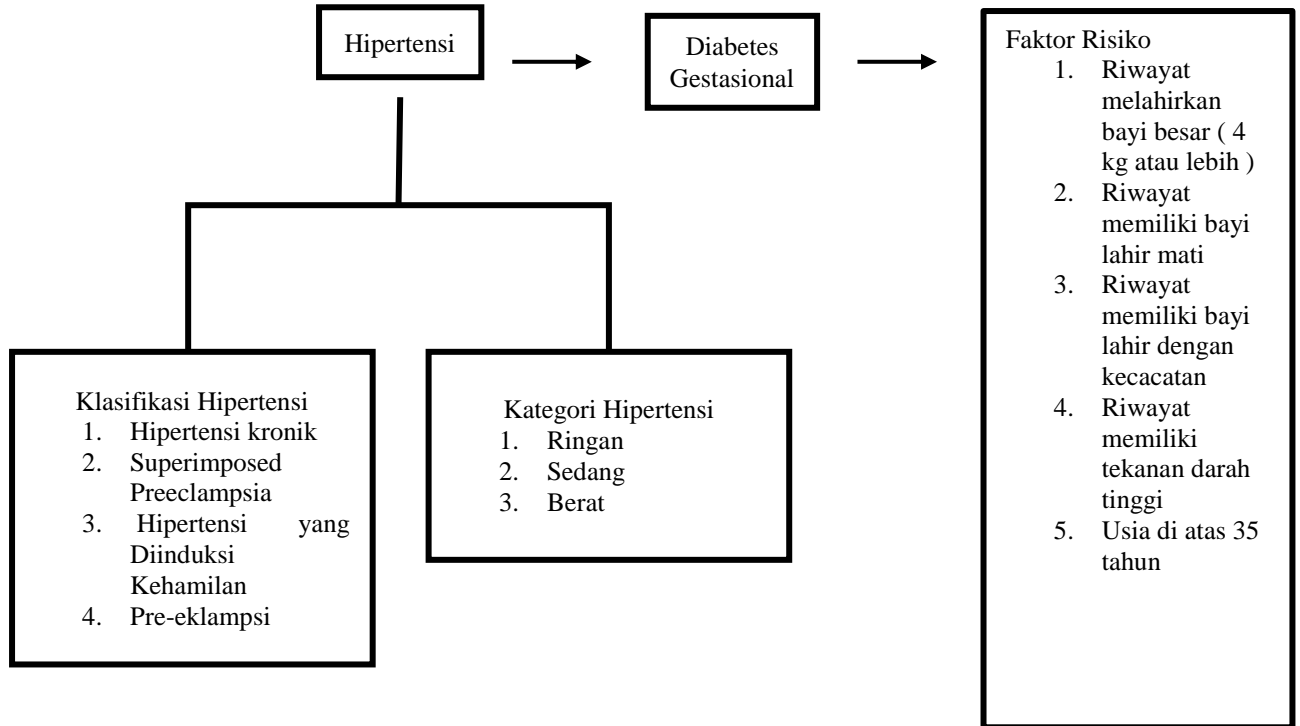 Hipertensi
Diabetes
Gestasional
Faktor Risiko
1. Riwayat
melahirkan
bayi besar ( 4
kg atau lebih )
2. Riwayat
memiliki bayi
lahir mati
3. Riwayat
memiliki bayi
lahir dengan
kecacatan
4. Riwayat
memiliki
tekanan darah
tinggi
5. Usia di atas 35
tahun
Klasifikasi Hipertensi
1. Hipertensi kronik
2. Superimposed
Preeclampsia
3. Hipertensi yang
Diinduksi
Kehamilan
4. Pre-eklampsi
Kategori Hipertensi
1. Ringan
2. Sedang
3. Berat